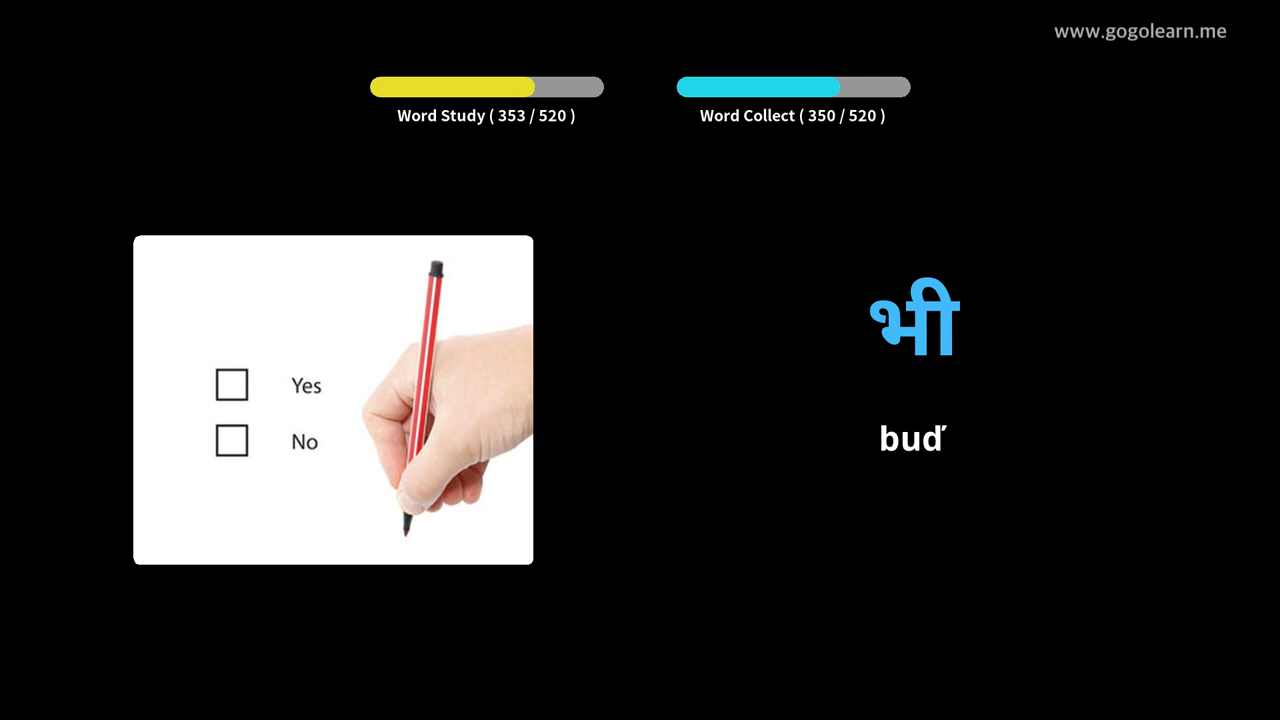 www.gogolearn.me
Word Study ( 353 / 520 )
Word Collect ( 350 / 520 )
Yes
No
भी
buď